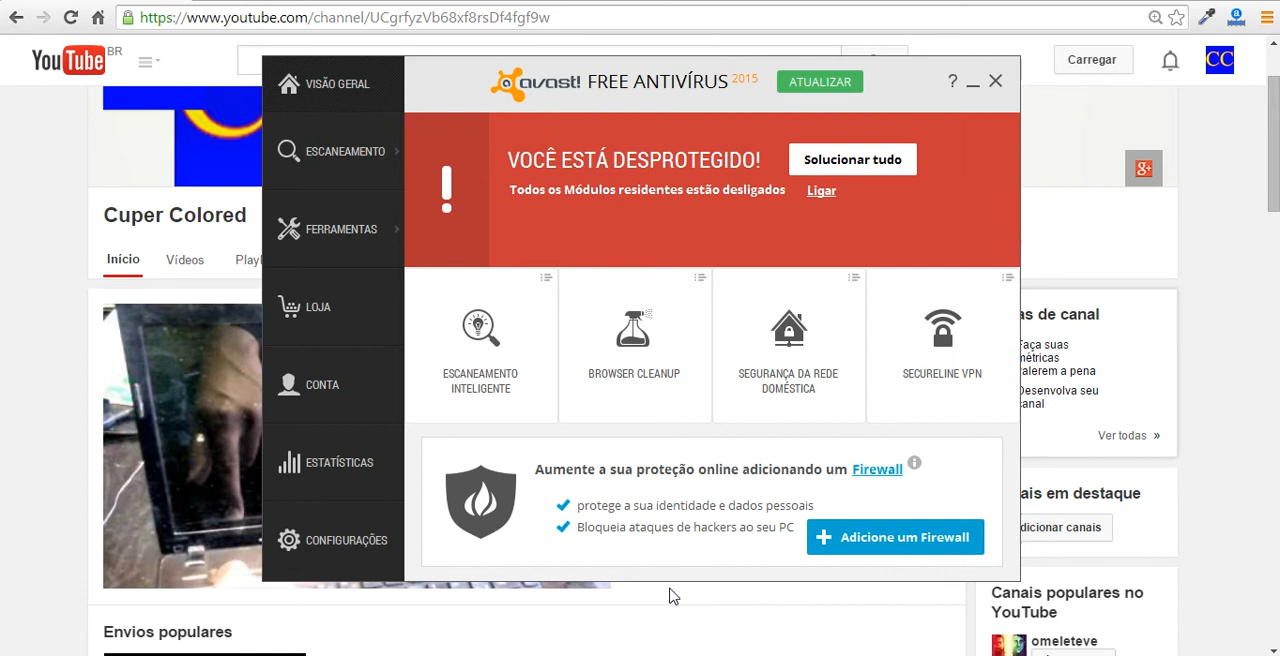 https://www.youtube.com/channel/UCgrfyzVb68xf8rsDf4fgf9w
YouTube BR
Carregar
CC
avast! FREE ANTIVÍRUS 2015
ATUALIZAR
?
VISÃO GERAL
ESCANEAMENTO
FERRAMENTAS
LOJA
CONTA
ESTATÍSTICAS
CONFIGURAÇÕES
!
VOCÊ ESTÁ DESPROTEGIDO!
Solucionar tudo
Todos os Módulos residentes estão desligados
Ligar
ESCANEAMENTO
INTELIGENTE
BROWSER CLEANUP
SEGURANÇA DA REDE
DOMÉSTICA
SECURELINE VPN
Aumente a sua proteção online adicionando um Firewall
protege a sua identidade e dados pessoais
Bloqueia ataques de hackers ao seu PC
+ Adicione um Firewall
Cuper Colored
Início
Vídeos
Playl
g+
as de canal
Faça suas
métricas
valerem a pena
Desenvolva seu
canal
Ver todas »
ais em destaque
dicionar canais
Canais populares no
YouTube
omeleteve
Envios populares